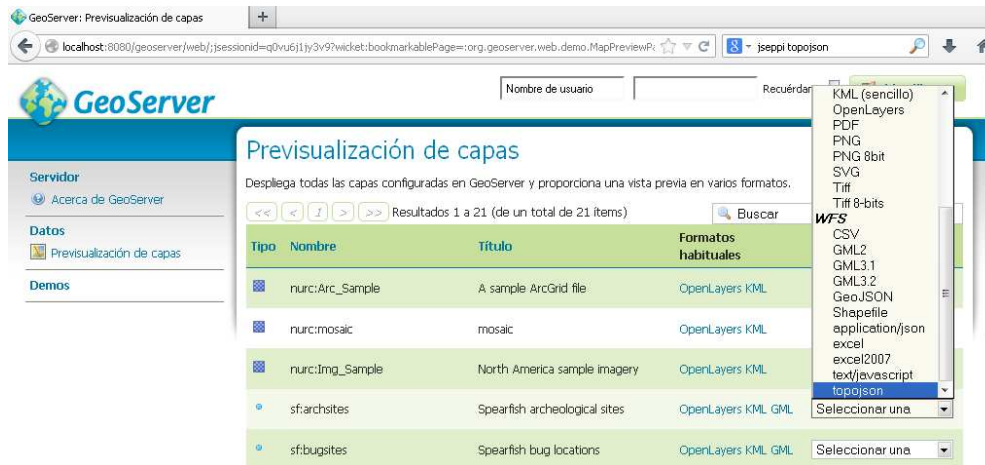 GeoServer: Previsualización de capas
+
localhost:8080/geoserver/web/;jsessionid=q0vu6j1jy3v9?wicket:bookmarkablePage=:org.geoserver.web.demo.MapPreviewPa
8 jseppi topojson
GeoServer
Nombre de usuario
Recuérdar
Previsualización de capas
Despliega todas las capas configuradas en GeoServer y proporciona una vista previa en varios formatos.
<< < 1 > >> Resultados 1 a 21 (de un total de 21 ítems)
Buscar
Servidor
Acerca de GeoServer
Datos
Previsualización de capas
Demos
Tipo Nombre Título Formatos habituales
nurc:Arc_Sample A sample ArcGrid file OpenLayers KML
nurc:mosaic mosaic OpenLayers KML
nurc:Img_Sample North America sample imagery OpenLayers KML
sf:archsites Spearfish archeological sites OpenLayers KML GML Seleccionar una
sf:bugsites Spearfish bug locations OpenLayers KML GML Seleccionar una
KML (sencillo)
OpenLayers
PDF
PNG
PNG 8bit
SVG
Tiff
Tiff 8-bits
WFS
CSV
GML2
GML3.1
GML3.2
GeoJSON
Shapefile
application/json
excel
excel2007
text/javascript
topojson